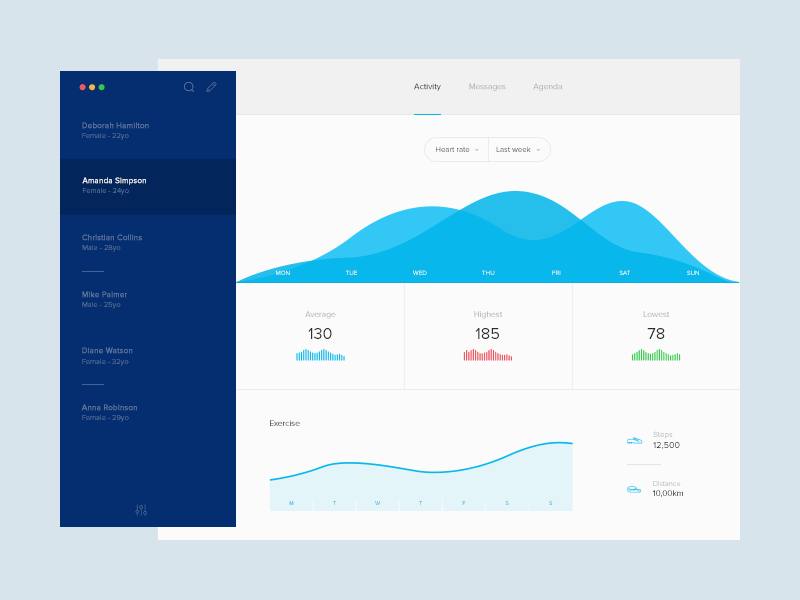 Deborah Hamilton
Female - 22yo
Amanda Simpson
Female - 24yo
Christian Collins
Male - 28yo
Mike Palmer
Male - 25yo
Diane Watson
Female - 32yo
Anna Robinson
Female - 29yo
Activity Messages Agenda
Heart rate Last week
MON TUE WED THU FRI SAT SUN
Average Highest Lowest
130 185 78
Exercise
M T W T F S S
Steps
12,500
Distance
10,00km